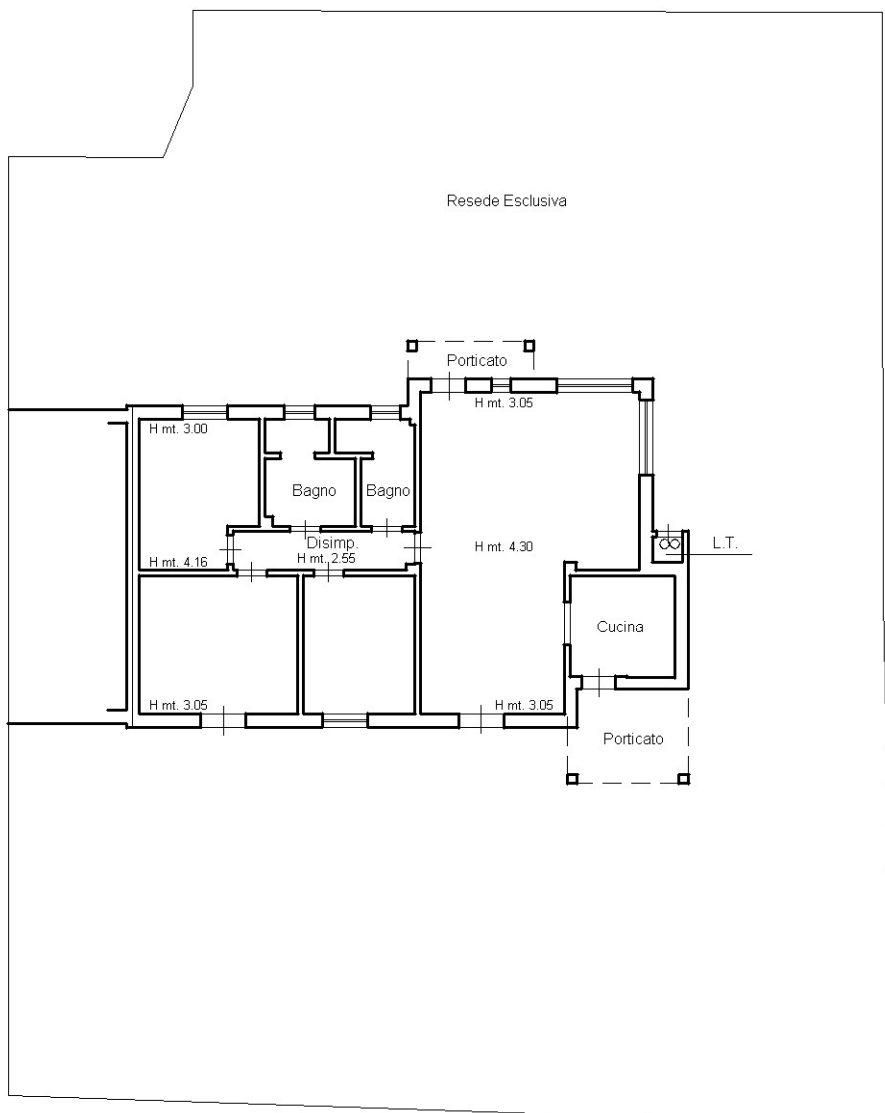 Resede Esclusiva
Porticato
H mt. 3.05
H mt. 3.00
Bagno
Bagno
Disimp.
H mt. 2.55
H mt. 4.30
L.T.
H mt. 4.16
Cucina
H mt. 3.05
H mt. 3.05
Porticato